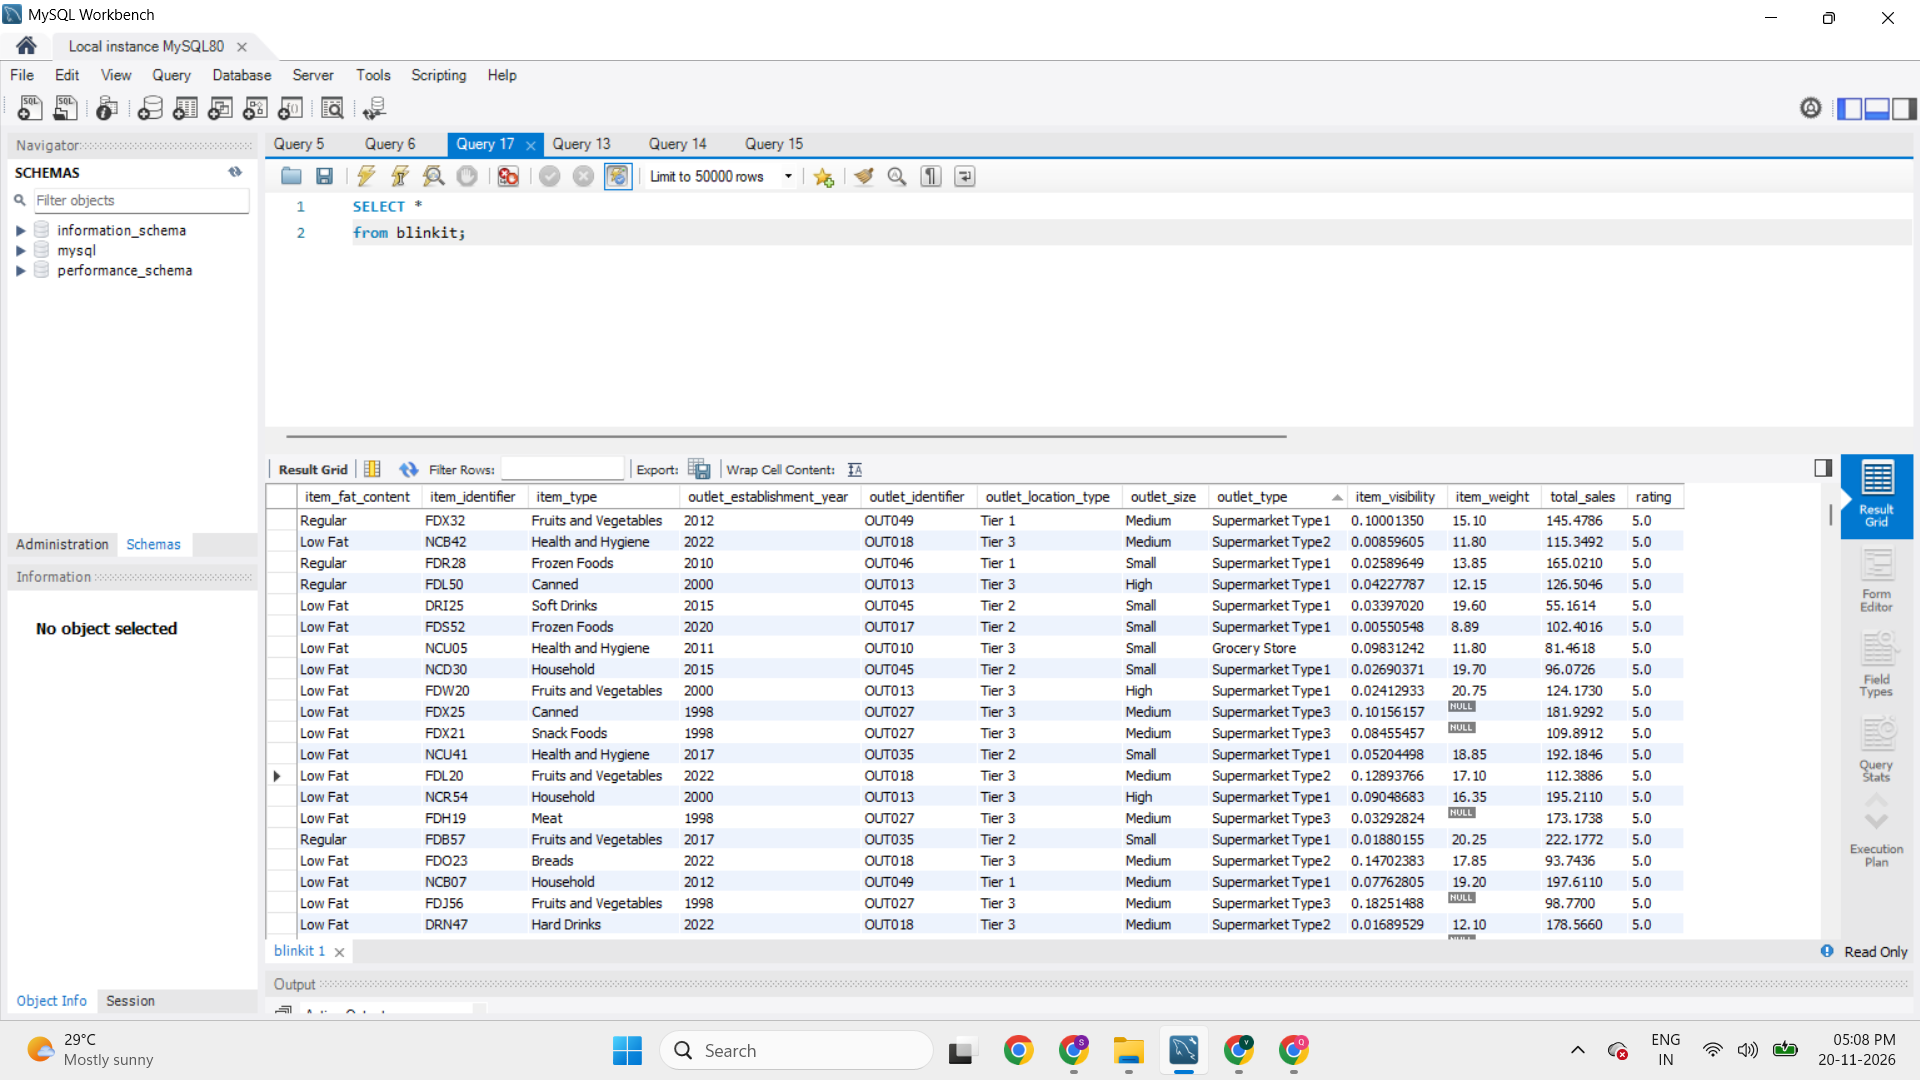 MySQL Workbench
Local instance MySQL80
File Edit View Query Database Server Tools Scripting Help
Navigator
SCHEMAS
Filter objects
information_schema
mysql
performance_schema
Administration Schemas
Information
No object selected
Object Info Session
Query 5 Query 6 Query 17 Query 13 Query 14 Query 15
Limit to 50000 rows
1 SELECT *
2 from blinkit;
Result Grid Filter Rows: Export: Wrap Cell Content:
item_fat_content item_identifier item_type outlet_establishment_year outlet_identifier outlet_location_type outlet_size outlet_type item_visibility item_weight total_sales rating
Regular FDX32 Fruits and Vegetables 2012 OUT049 Tier 1 Medium Supermarket Type1 0.10001350 15.10 145.4786 5.0
Low Fat NCB42 Health and Hygiene 2022 OUT018 Tier 3 Medium Supermarket Type2 0.00859605 11.80 115.3492 5.0
Regular FDR28 Frozen Foods 2010 OUT046 Tier 1 Small Supermarket Type1 0.02589649 13.85 165.0210 5.0
Regular FDL50 Canned 2000 OUT013 Tier 3 High Supermarket Type1 0.04227787 12.15 126.5046 5.0
Low Fat DRI25 Soft Drinks 2015 OUT045 Tier 2 Small Supermarket Type1 0.03397020 19.60 55.1614 5.0
Low Fat FDS52 Frozen Foods 2020 OUT017 Tier 2 Small Supermarket Type1 0.00550548 8.89 102.4016 5.0
Low Fat NCU05 Health and Hygiene 2011 OUT010 Tier 3 Small Grocery Store 0.09831242 11.80 81.4618 5.0
Low Fat NCD30 Household 2015 OUT045 Tier 2 Small Supermarket Type1 0.02690371 19.70 96.0726 5.0
Low Fat FDW20 Fruits and Vegetables 2000 OUT013 Tier 3 High Supermarket Type1 0.02412933 20.75 124.1730 5.0
Low Fat FDX25 Canned 1998 OUT027 Tier 3 Medium Supermarket Type3 0.10156157 NULL 181.9292 5.0
Low Fat FDX21 Snack Foods 1998 OUT027 Tier 3 Medium Supermarket Type3 0.08455457 NULL 109.8912 5.0
Low Fat NCU41 Health and Hygiene 2017 OUT035 Tier 2 Small Supermarket Type1 0.05204498 18.85 192.1846 5.0
Low Fat FDL20 Fruits and Vegetables 2022 OUT018 Tier 3 Medium Supermarket Type2 0.12893766 17.10 112.3886 5.0
Low Fat NCR54 Household 2000 OUT013 Tier 3 High Supermarket Type1 0.09048683 16.35 195.2110 5.0
Low Fat FDH19 Meat 1998 OUT027 Tier 3 Medium Supermarket Type3 0.03292824 NULL 173.1738 5.0
Regular FDB57 Fruits and Vegetables 2017 OUT035 Tier 2 Small Supermarket Type1 0.01880155 20.25 222.1772 5.0
Low Fat FDO23 Breads 2022 OUT018 Tier 3 Medium Supermarket Type2 0.14702383 17.85 93.7436 5.0
Low Fat NCB07 Household 2012 OUT049 Tier 1 Medium Supermarket Type1 0.07762805 19.20 197.6110 5.0
Low Fat FDJ56 Fruits and Vegetables 1998 OUT027 Tier 3 Medium Supermarket Type3 0.18251488 NULL 98.7700 5.0
Low Fat DRN47 Hard Drinks 2022 OUT018 Tier 3 Medium Supermarket Type2 0.01689529 12.10 178.5660 5.0
Result
Grid
Form
Editor
Field
Types
Query
Stats
Execution
Plan
blinkit 1
Read Only
Output
29°C
Mostly sunny
Search
ENG
IN
05:08 PM
20-11-2026